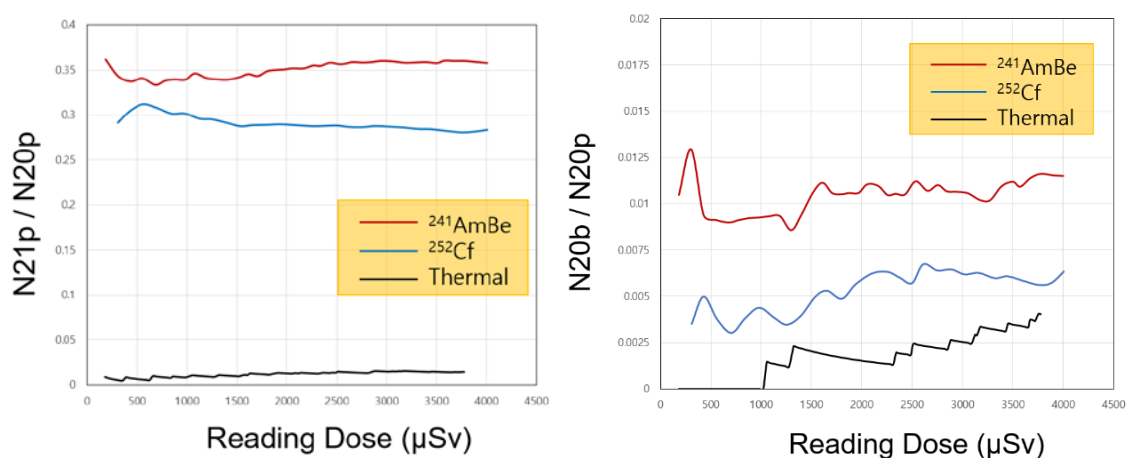 N21p / N20p
0.4
0.35
0.3
0.25
0.2
0.15
0.1
0.05
0
²⁴¹AmBe
²⁵²Cf
Thermal
0 500 1000 1500 2000 2500 3000 3500 4000 4500
Reading Dose (μSv)
N20b / N20p
0.02
0.0175
0.015
0.0125
0.01
0.0075
0.005
0.0025
0
²⁴¹AmBe
²⁵²Cf
Thermal
0 500 1000 1500 2000 2500 3000 3500 4000 4500
Reading Dose (μSv)